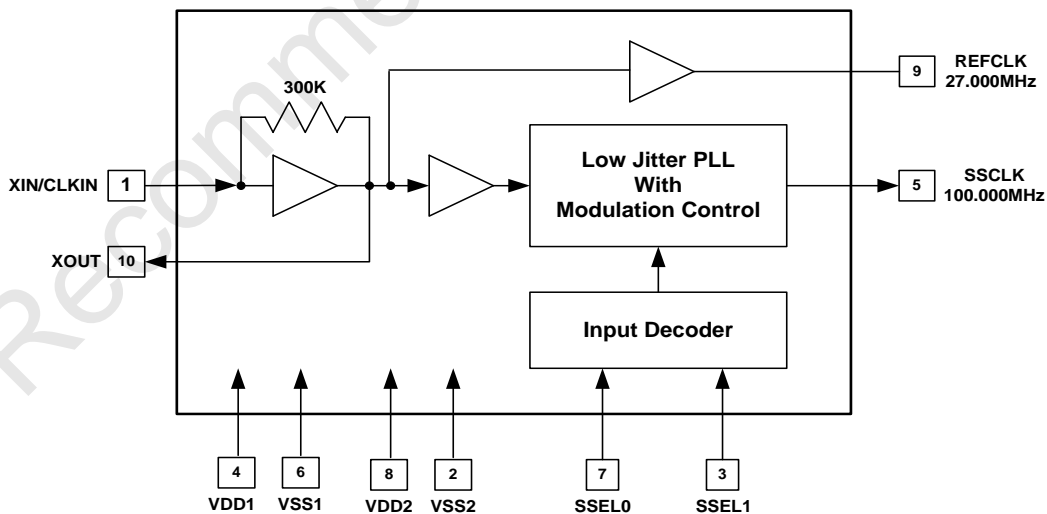 Recomme
300K
9
REFCLK
27.000MHz
XIN/CLKIN
1
Low Jitter PLL
With
Modulation Control
5
SSCLK
100.000MHz
XOUT
10
Input Decoder
4
6
8
2
7
3
VDD1
VSS1
VDD2
VSS2
SSEL0
SSEL1